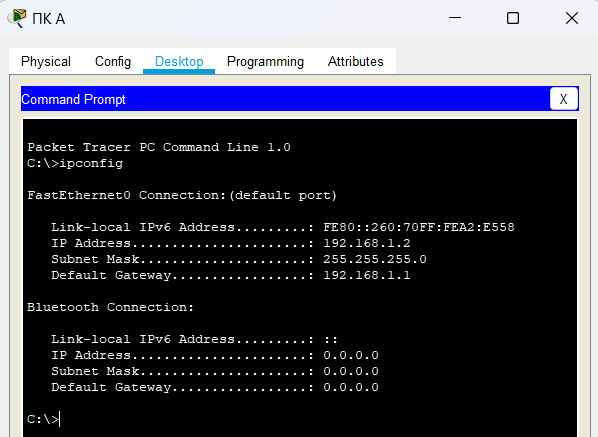 ПК А
Physical Config Desktop Programming Attributes
Command Prompt X
Packet Tracer PC Command Line 1.0
C:\>ipconfig
FastEthernet0 Connection:(default port)
Link-local IPv6 Address.........: FE80::260:70FF:FEA2:E558
IP Address......................: 192.168.1.2
Subnet Mask.....................: 255.255.255.0
Default Gateway.................: 192.168.1.1
Bluetooth Connection:
Link-local IPv6 Address.........: ::
IP Address......................: 0.0.0.0
Subnet Mask.....................: 0.0.0.0
Default Gateway.................: 0.0.0.0
C:\>